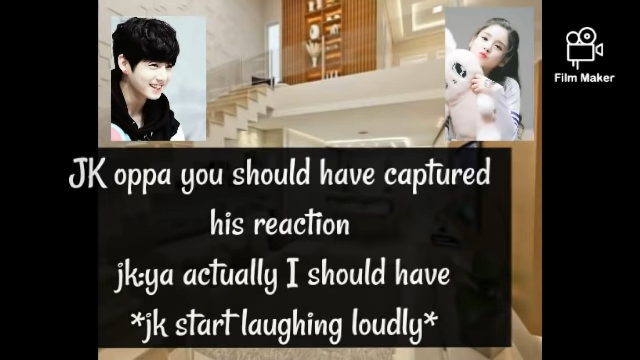 Film Maker
JK oppa you should have captured
his reaction
jk:ya actually I should have
*jk start laughing loudly*